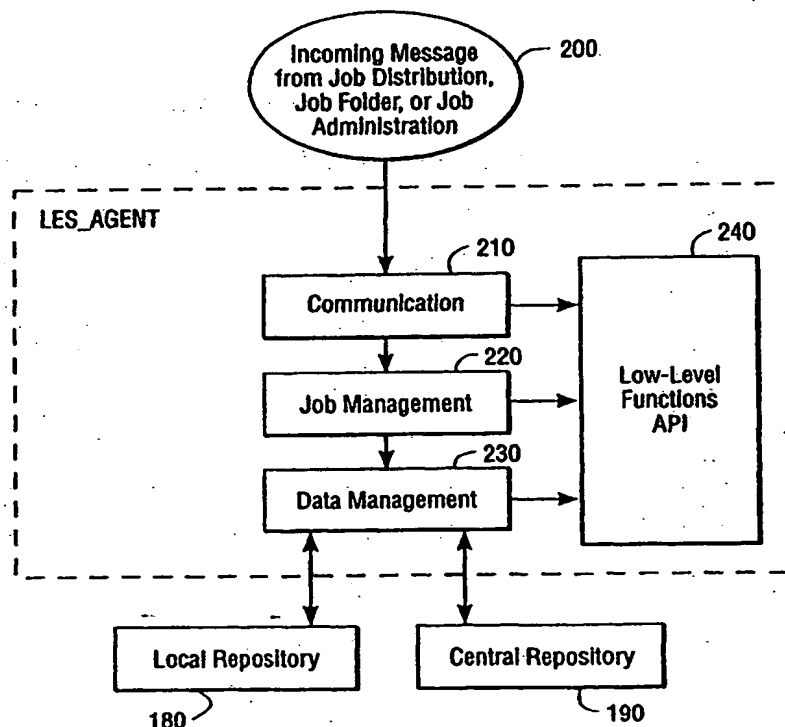 Incoming Message
from Job Distribution,
Job Folder, or Job
Administration
200
LES_AGENT
210
Communication
220
Job Management
230
Data Management
240
Low-Level
Functions
API
Local Repository
180
Central Repository
190